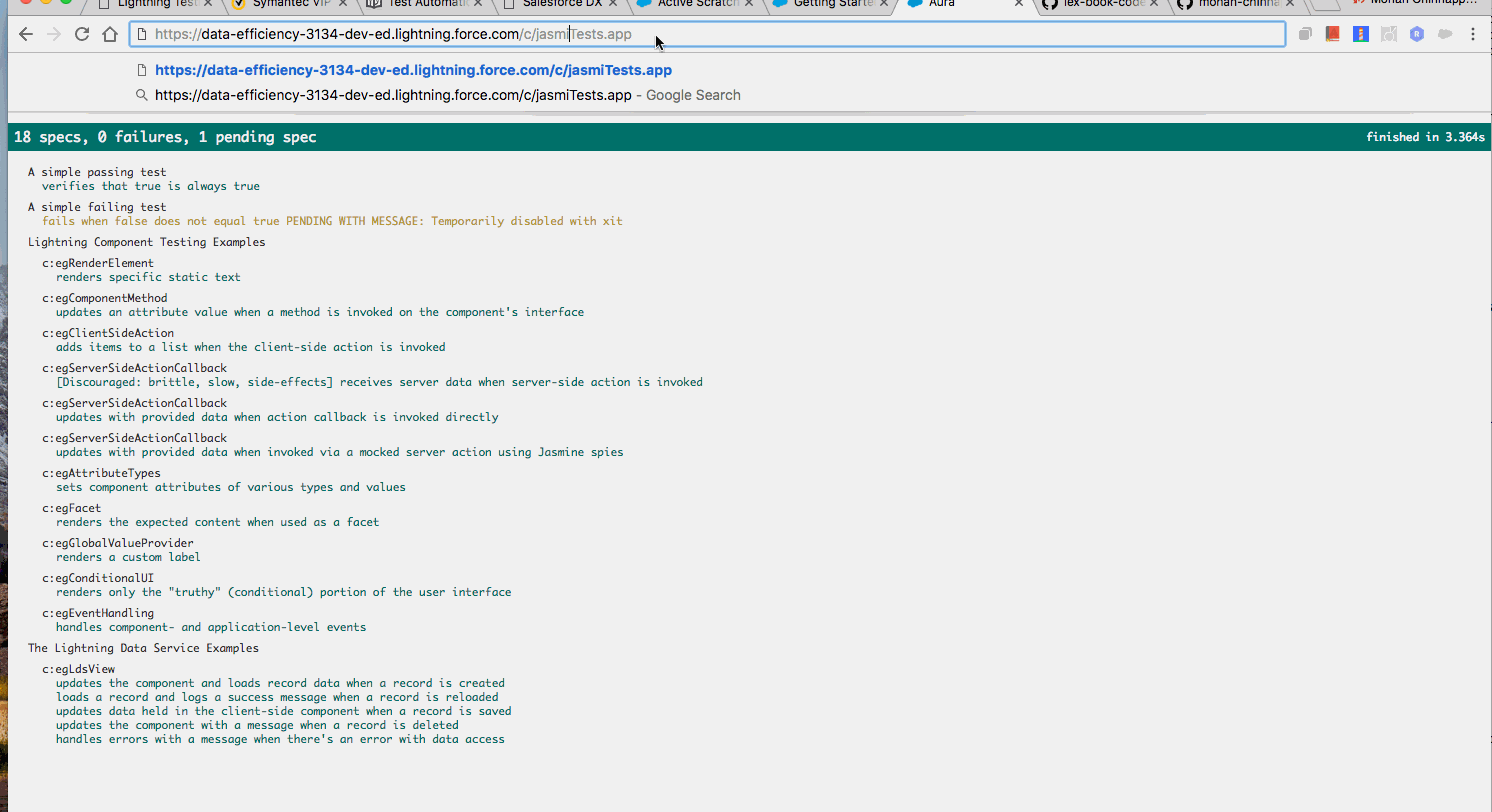 Lightning Test
Symantec VIP
Test Automatic
Salesforce DX
Active Scratch
Getting Starte
Aura
lex-book-code
mohan-chinna
Mohan Chinnapp...
https://data-efficiency-3134-dev-ed.lightning.force.com/c/jasmiTests.app
https://data-efficiency-3134-dev-ed.lightning.force.com/c/jasmiTests.app
https://data-efficiency-3134-dev-ed.lightning.force.com/c/jasmiTests.app - Google Search
18 specs, 0 failures, 1 pending spec
finished in 3.364s
A simple passing test
verifies that true is always true
A simple failing test
fails when false does not equal true PENDING WITH MESSAGE: Temporarily disabled with xit
Lightning Component Testing Examples
c:egRenderElement
renders specific static text
c:egComponentMethod
updates an attribute value when a method is invoked on the component's interface
c:egClientSideAction
adds items to a list when the client-side action is invoked
c:egServerSideActionCallback
[Discouraged: brittle, slow, side-effects] receives server data when server-side action is invoked
c:egServerSideActionCallback
updates with provided data when action callback is invoked directly
c:egServerSideActionCallback
updates with provided data when invoked via a mocked server action using Jasmine spies
c:egAttributeTypes
sets component attributes of various types and values
c:egFacet
renders the expected content when used as a facet
c:egGlobalValueProvider
renders a custom label
c:egConditionalUI
renders only the "truthy" (conditional) portion of the user interface
c:egEventHandling
handles component- and application-level events
The Lightning Data Service Examples
c:egLdsView
updates the component and loads record data when a record is created
loads a record and logs a success message when a record is reloaded
updates data held in the client-side component when a record is saved
updates the component with a message when a record is deleted
handles errors with a message when there's an error with data access